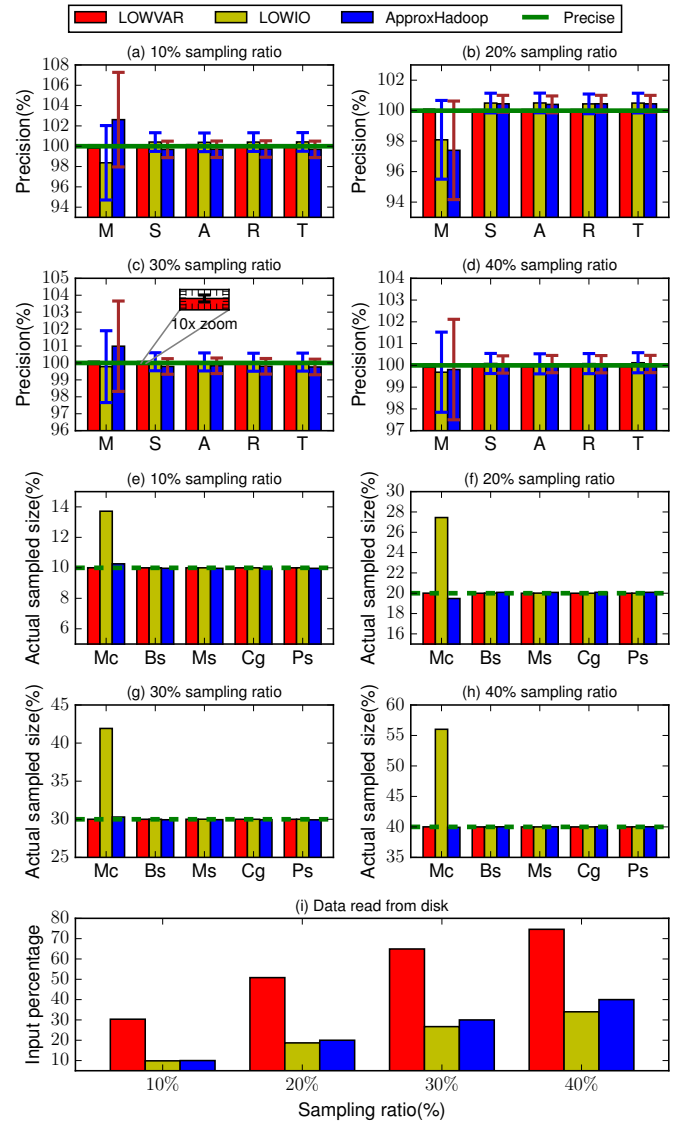 LOWVAR LOWIO ApproxHadoop Precise
(a) 10% sampling ratio
Precision(%)
108
106
104
102
100
98
96
94
M S A R T
(b) 20% sampling ratio
Precision(%)
102
100
98
96
94
M S A R T
(c) 30% sampling ratio
Precision(%)
105
104
103
102
101
100
99
98
97
96
10x zoom
M S A R T
(d) 40% sampling ratio
Precision(%)
104
103
102
101
100
99
98
97
M S A R T
(e) 10% sampling ratio
Actual sampled size(%)
14
10
6
Mc Bs Ms Cg Ps
(f) 20% sampling ratio
Actual sampled size(%)
30
28
26
24
22
20
18
16
Mc Bs Ms Cg Ps
(g) 30% sampling ratio
Actual sampled size(%)
45
40
35
30
25
Mc Bs Ms Cg Ps
(h) 40% sampling ratio
Actual sampled size(%)
60
55
50
45
40
35
Mc Bs Ms Cg Ps
(i) Data read from disk
Input percentage
80
70
60
50
40
30
20
10
10% 20% 30% 40%
Sampling ratio(%)